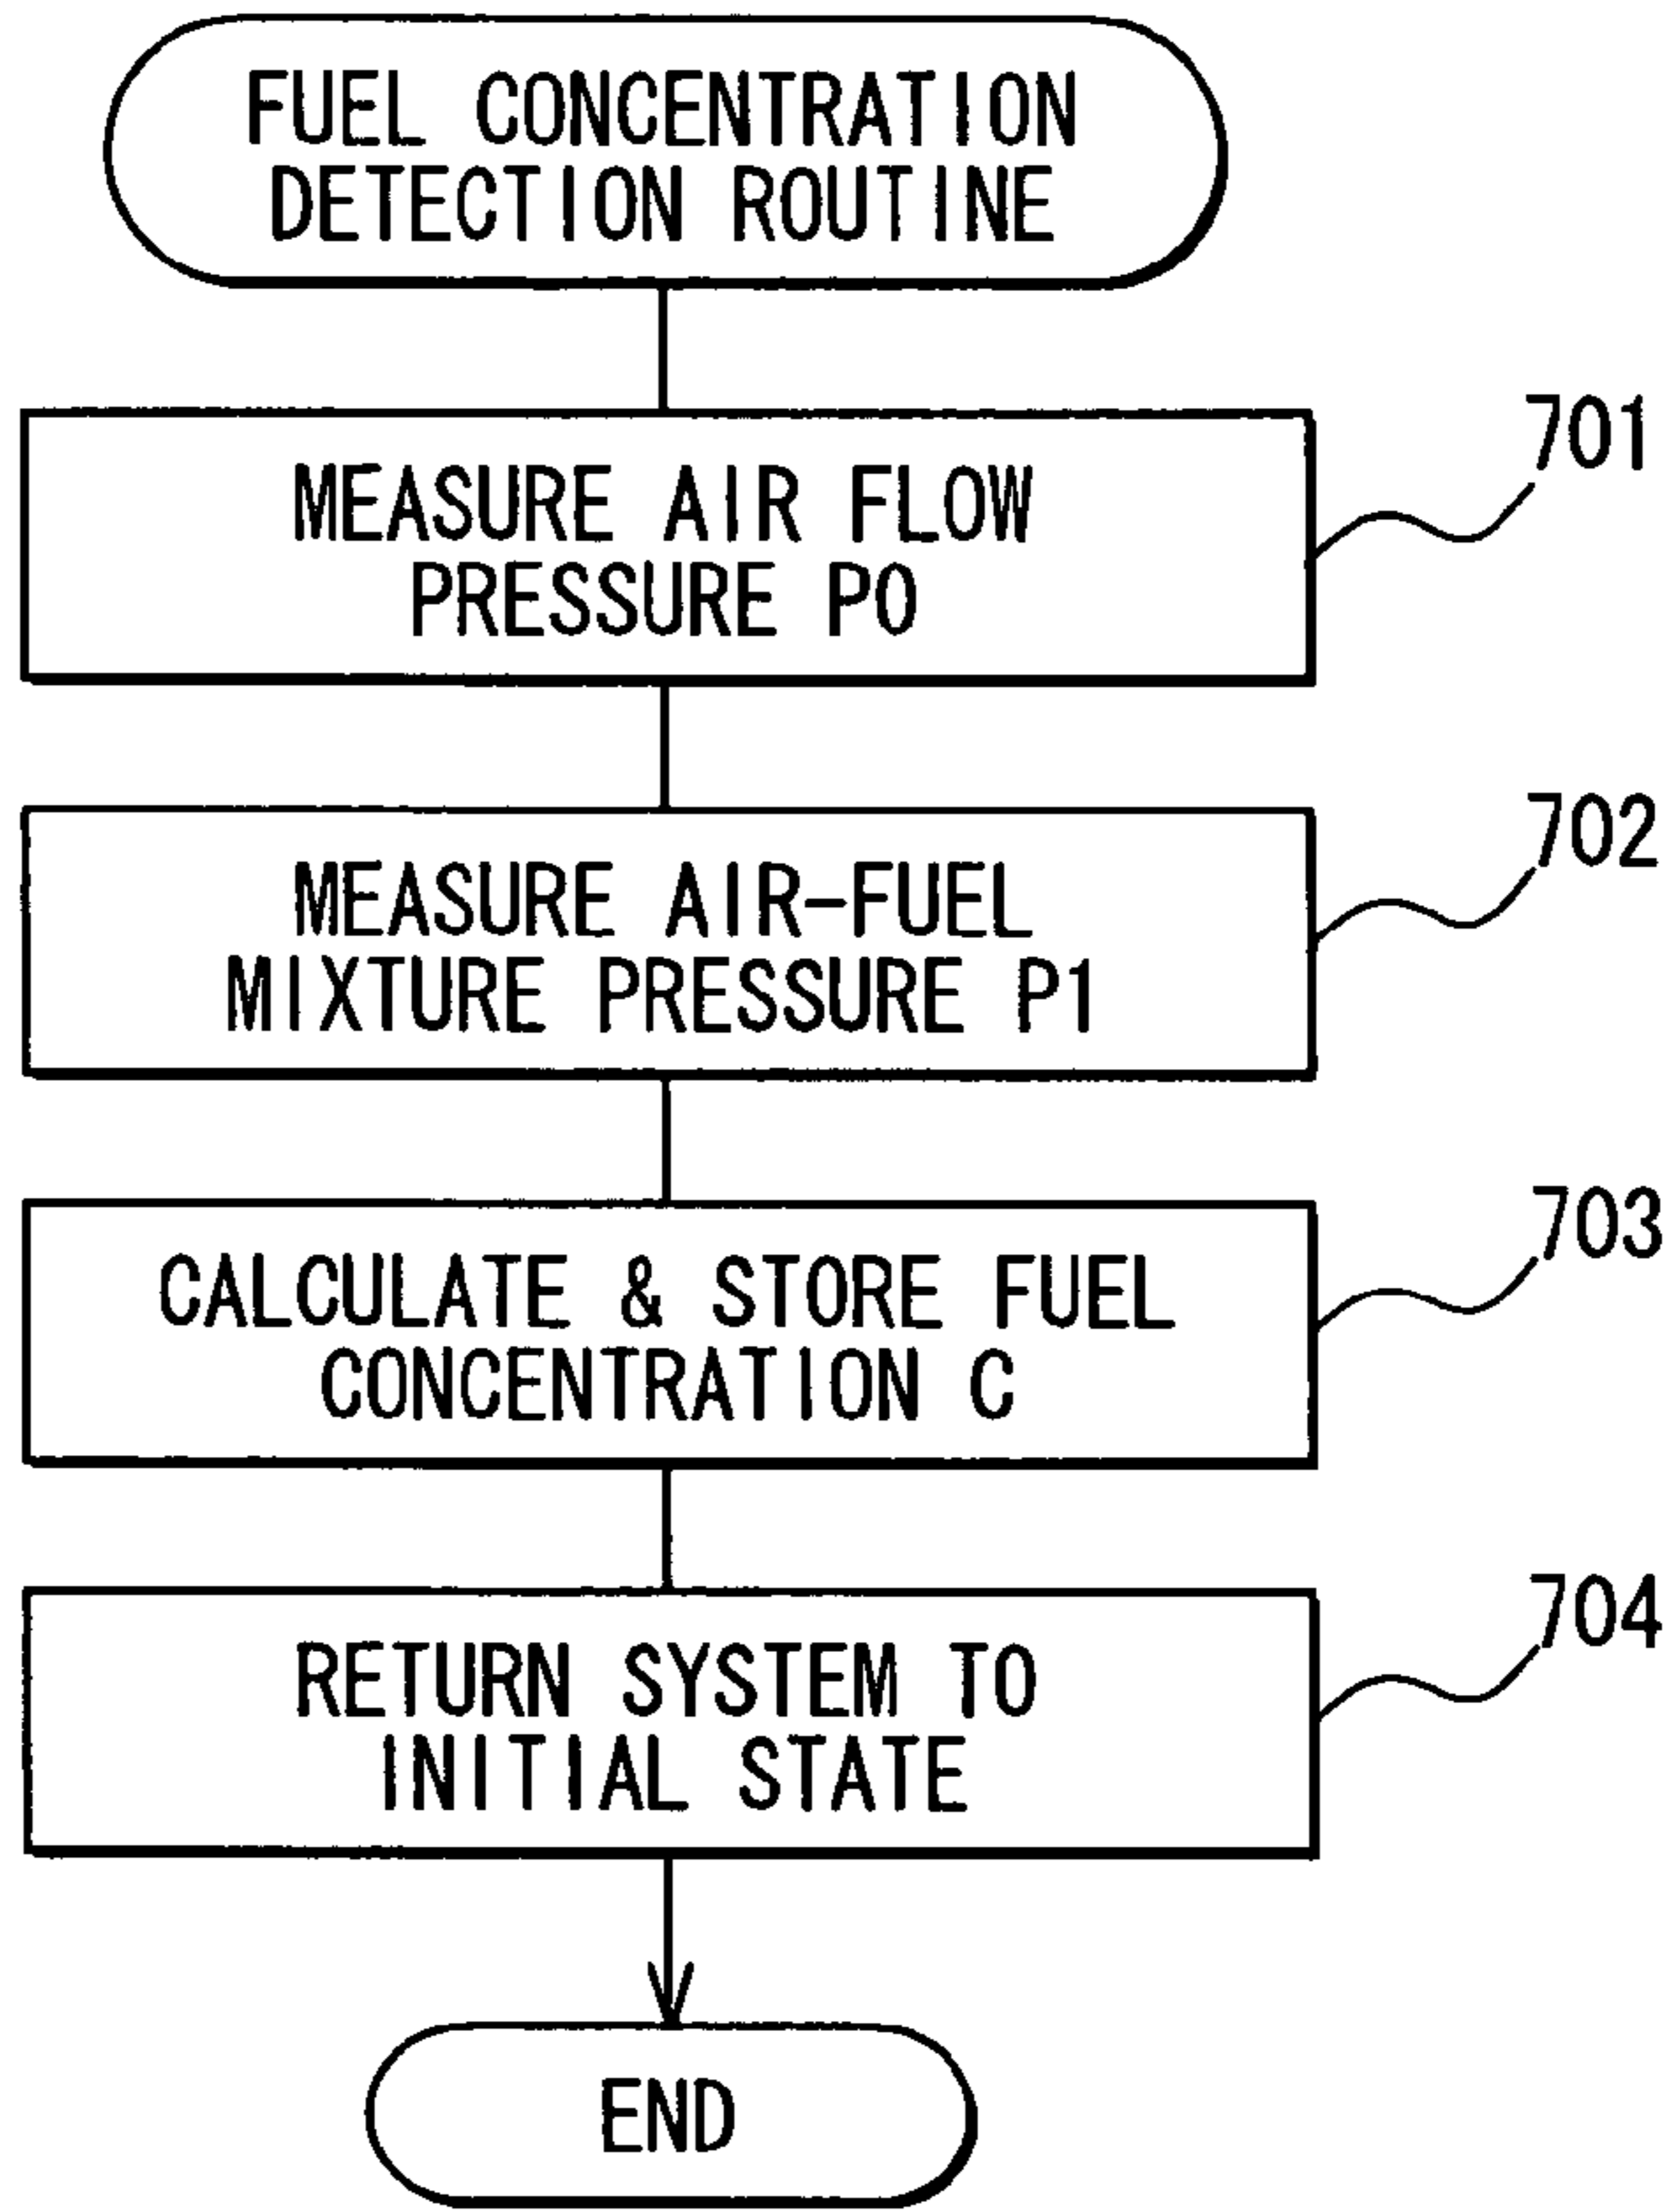 FUEL CONCENTRATION
DETECTION ROUTINE
701
MEASURE AIR FLOW
PRESSURE P0
702
MEASURE AIR-FUEL
MIXTURE PRESSURE P1
703
CALCULATE & STORE FUEL
CONCENTRATION C
704
RETURN SYSTEM TO
INITIAL STATE
END